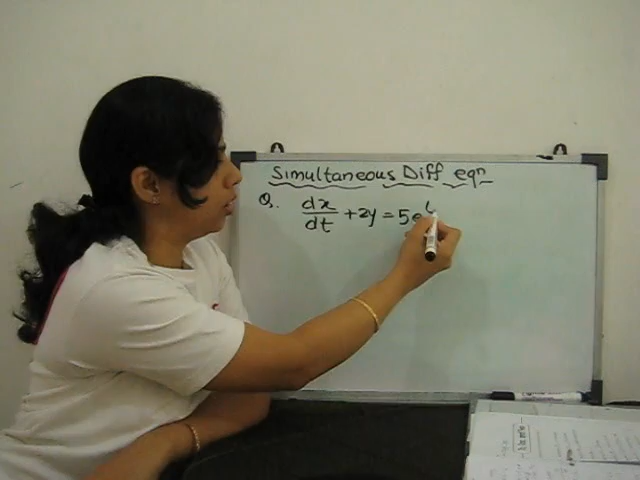 Simultaneous Diff eqⁿ
Q. dx/dt + 2y = 5e^t